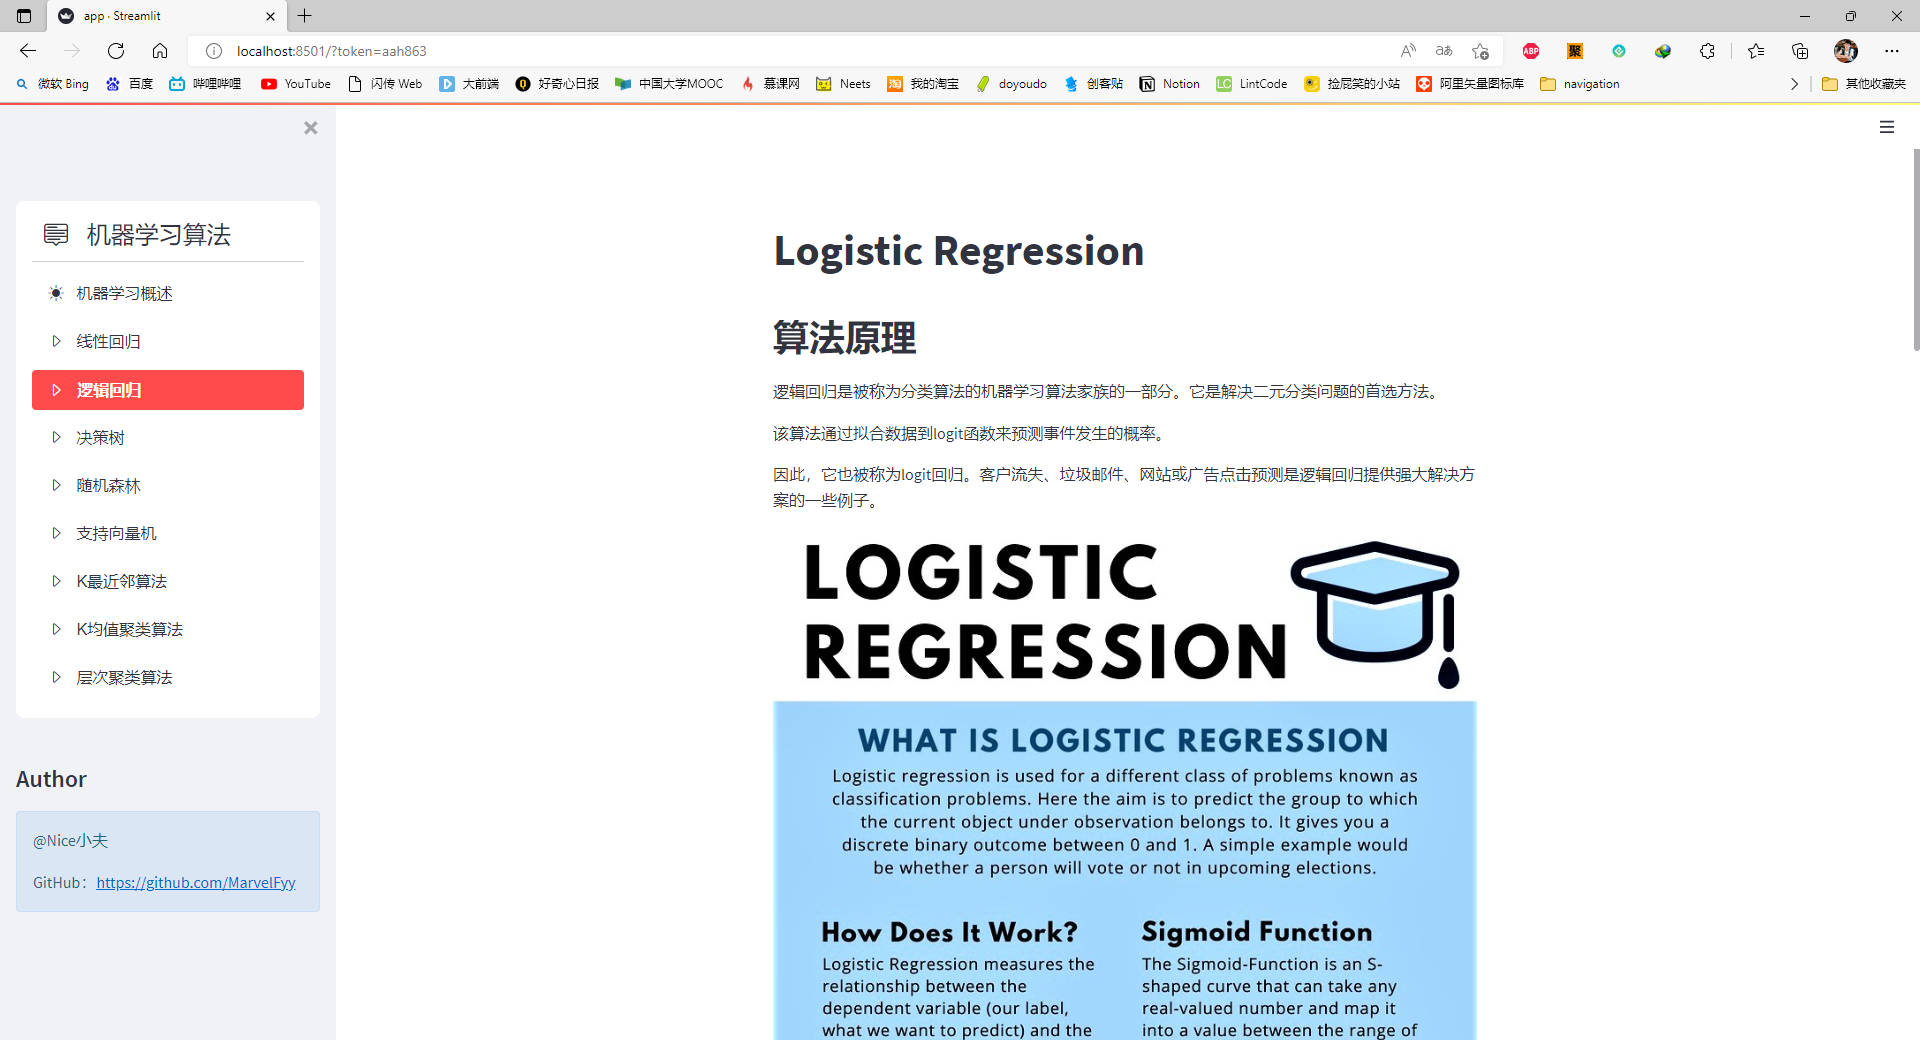 app · Streamlit
localhost:8501/?token=aah863
aあ
ABP
聚
微软 Bing
百度
哔哩哔哩
YouTube
闪传 Web
大前端
好奇心日报
中国大学MOOC
慕课网
Neets
淘
我的淘宝
doyoudo
创客贴
Notion
LC
LintCode
捡屁笑的小站
阿里矢量图标库
navigation
其他收藏夹
机器学习算法
机器学习概述
线性回归
逻辑回归
决策树
随机森林
支持向量机
K最近邻算法
K均值聚类算法
层次聚类算法
Author
@Nice小夫
GitHub：https://github.com/MarvelFyy
Logistic Regression
算法原理
逻辑回归是被称为分类算法的机器学习算法家族的一部分。它是解决二元分类问题的首选方法。
该算法通过拟合数据到logit函数来预测事件发生的概率。
因此，它也被称为logit回归。客户流失、垃圾邮件、网站或广告点击预测是逻辑回归提供强大解决方
案的一些例子。
LOGISTIC
REGRESSION
WHAT IS LOGISTIC REGRESSION
Logistic regression is used for a different class of problems known as
classification problems. Here the aim is to predict the group to which
the current object under observation belongs to. It gives you a
discrete binary outcome between 0 and 1. A simple example would
be whether a person will vote or not in upcoming elections.
How Does It Work?
Logistic Regression measures the
relationship between the
dependent variable (our label,
what we want to predict) and the
Sigmoid Function
The Sigmoid-Function is an S-
shaped curve that can take any
real-valued number and map it
into a value between the range of